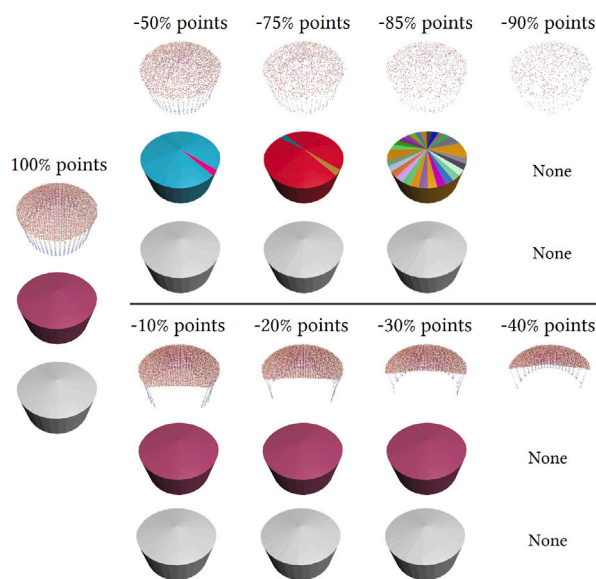 -50% points -75% points -85% points -90% points
None
100% points
None
-10% points -20% points -30% points -40% points
None
None